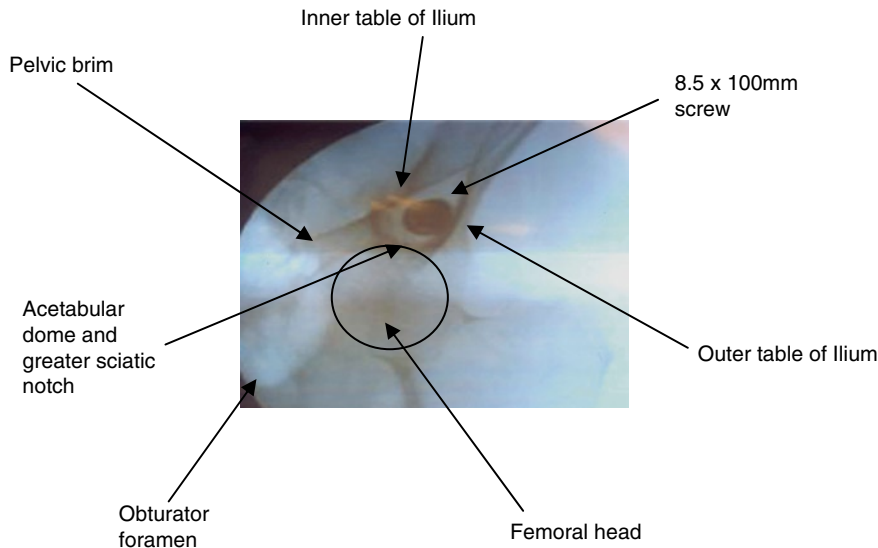 Inner table of Ilium
Pelvic brim
8.5 x 100mm
screw
Acetabular
dome and
greater sciatic
notch
Outer table of Ilium
Obturator
foramen
Femoral head